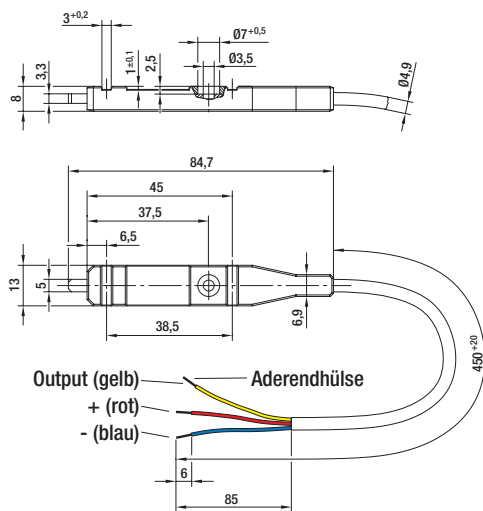 3+0,2
Ø7+0,5
Ø3,5
1±0,1
2,5
3,3
8
Ø4,9
84,7
45
37,5
6,5
13
5
6,9
38,5
450+20
Output (gelb)
Aderendhülse
+ (rot)
- (blau)
6
85